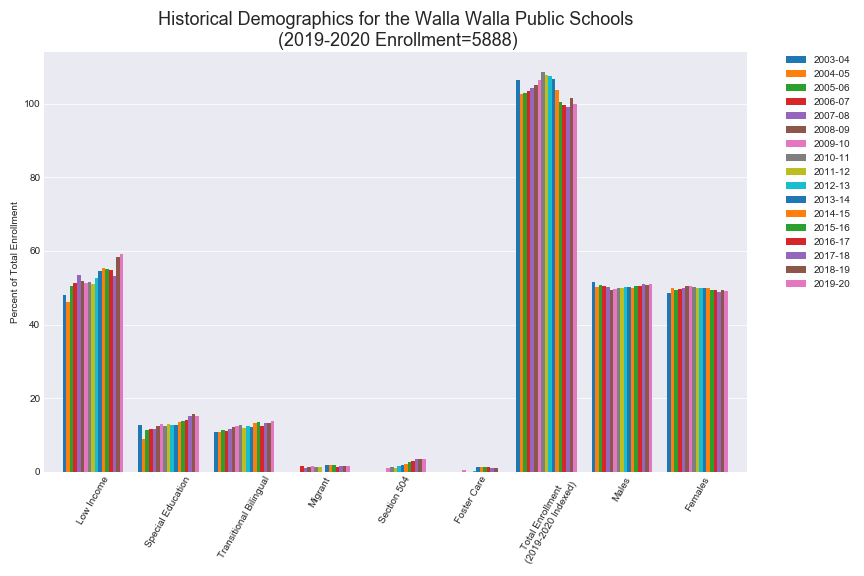 Historical Demographics for the Walla Walla Public Schools
(2019-2020 Enrollment=5888)
Percent of Total Enrollment
100
80
60
40
20
0
Low Income
Special Education
Transitional Bilingual
Migrant
Section 504
Foster Care
Total Enrollment
(2019-2020 Indexed)
Males
Females
2003-04
2004-05
2005-06
2006-07
2007-08
2008-09
2009-10
2010-11
2011-12
2012-13
2013-14
2014-15
2015-16
2016-17
2017-18
2018-19
2019-20